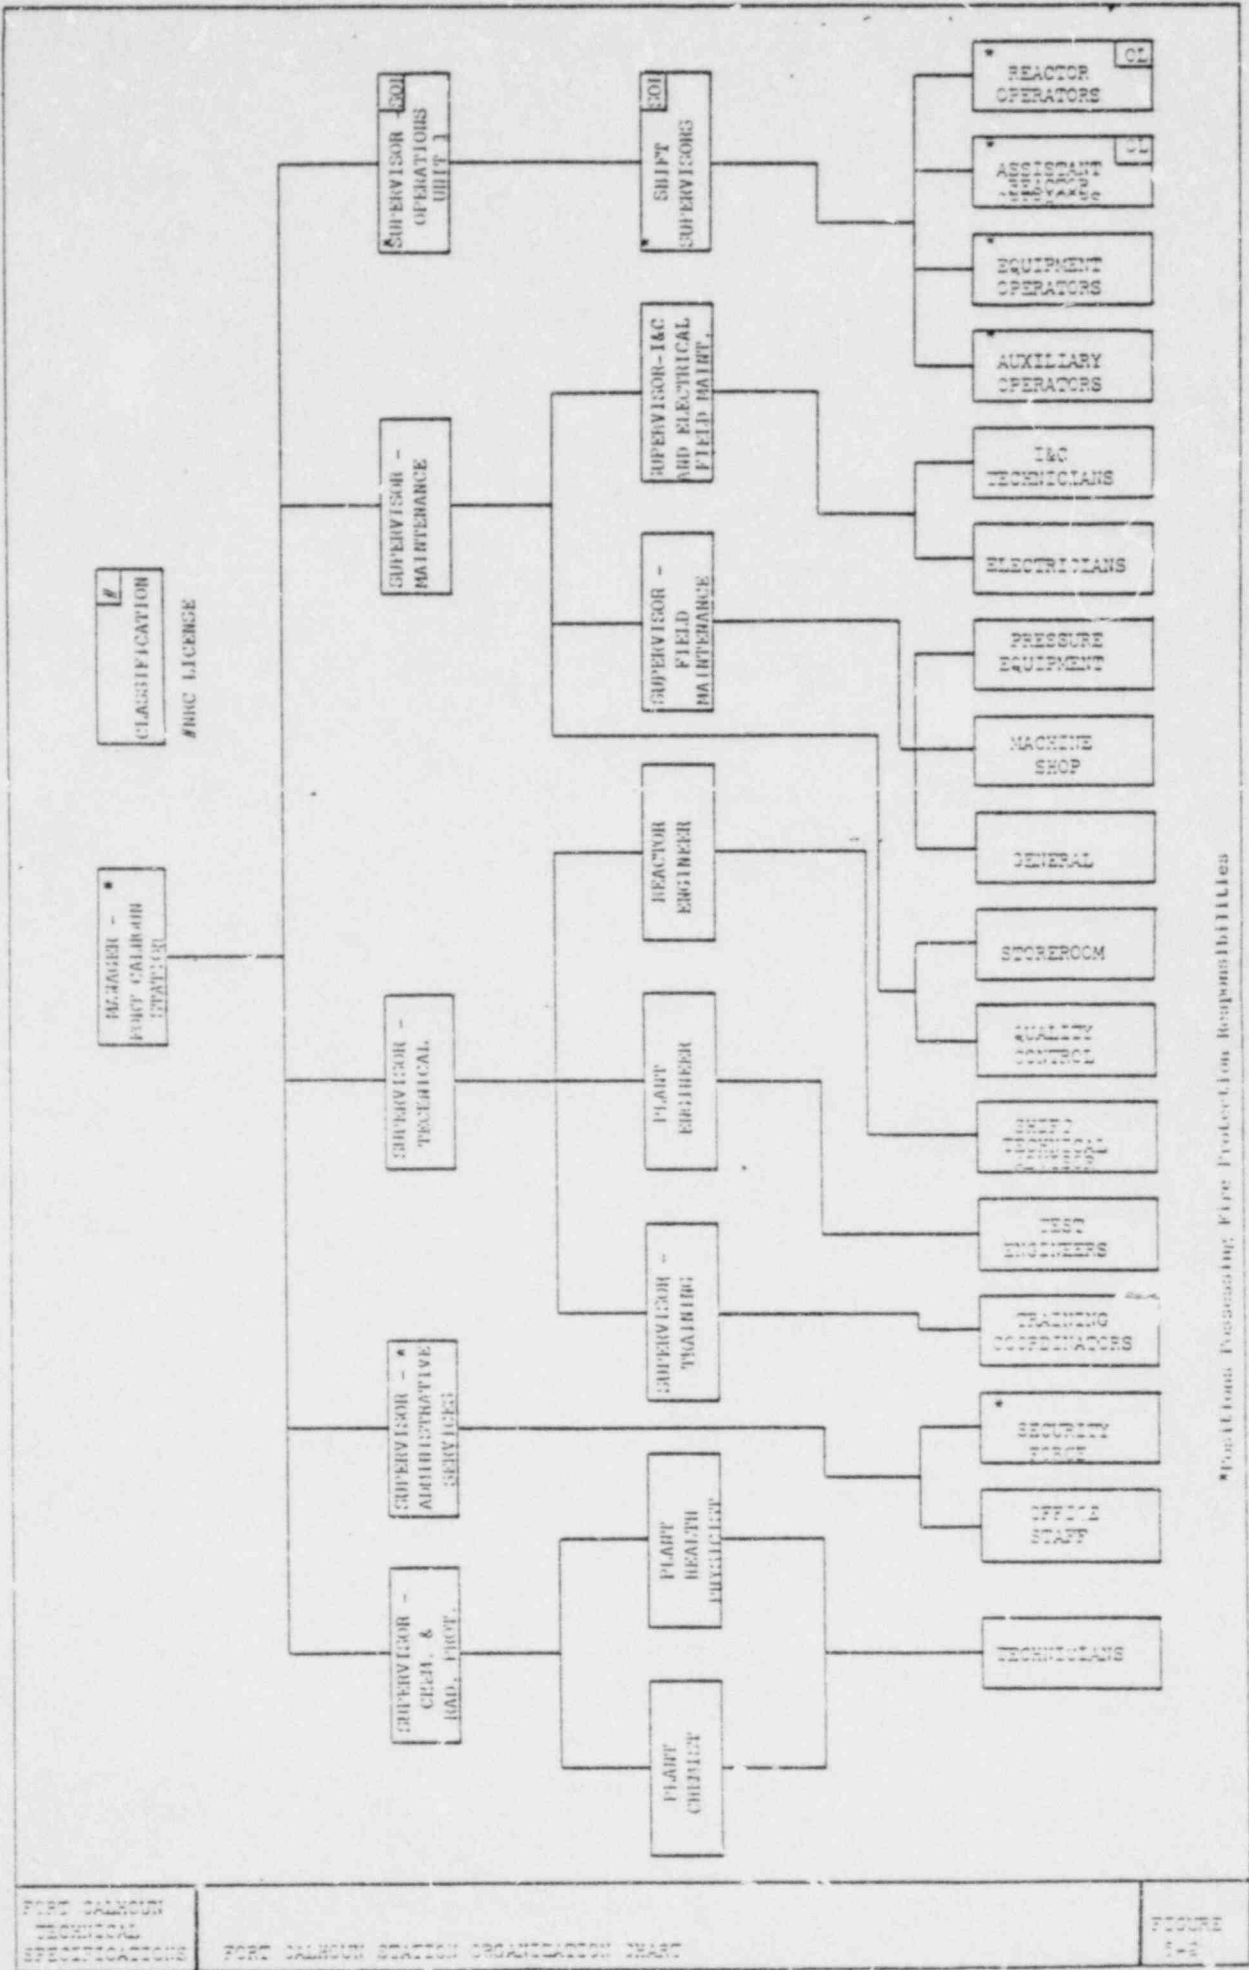 MANAGER - *
FORT CALHOUN
STATION
#
CLASSIFICATION
#NRC LICENSE
SUPERVISOR -
CHEM. &
RAD. PROT.
SUPERVISOR - *
ADMINISTRATIVE
SERVICES
SUPERVISOR -
TECHNICAL
SUPERVISOR -
MAINTENANCE
*SUPERVISOR -
OPERATIONS
UNIT 1
PLANT
CHEMIST
PLANT
HEALTH
PHYSICIST
SUPERVISOR -
TRAINING
PLANT
ENGINEER
REACTOR
ENGINEER
SUPERVISOR -
FIELD
MAINTENANCE
SUPERVISOR-I&C
AND ELECTRICAL
FIELD MAINT.
*
SHIFT
SUPERVISORS
TECHNICIANS
OFFICE
STAFF
*
SECURITY
FORCE
TRAINING
COORDINATORS
TEST
ENGINEERS
SHIFT
TECHNICAL
QUALITY
CONTROL
STOREROOM
GENERAL
MACHINE
SHOP
PRESSURE
EQUIPMENT
ELECTRICIANS
I&C
TECHNICIANS
*
AUXILIARY
OPERATORS
*
EQUIPMENT
OPERATORS
*
ASSISTANT
*
OL
REACTOR
OPERATORS
*Positions Possessing Fire Protection Responsibilities
FORT CALHOUN
TECHNICAL
SPECIFICATIONS
FORT CALHOUN STATION ORGANIZATION CHART
FIGURE